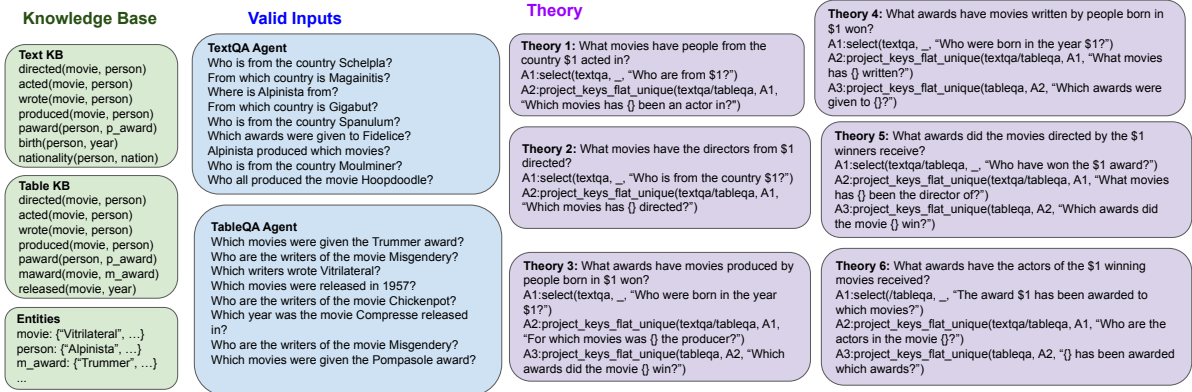 Knowledge Base
Text KB
directed(movie, person)
acted(movie, person)
wrote(movie, person)
produced(movie, person)
paward(person, p_award)
birth(person, year)
nationality(person, nation)
Table KB
directed(movie, person)
acted(movie, person)
wrote(movie, person)
produced(movie, person)
paward(person, p_award)
maward(movie, m_award)
released(movie, year)
Entities
movie: {“Vitrilateral”, …}
person: {“Alpinista”, …}
m_award: {“Trummer”, …}
...
Valid Inputs
TextQA Agent
Who is from the country Schelpla?
From which country is Magainitis?
Where is Alpinista from?
From which country is Gigabut?
Who is from the country Spanulum?
Which awards were given to Fidelice?
Alpinista produced which movies?
Who is from the country Moulminer?
Who all produced the movie Hoopdoodle?
TableQA Agent
Which movies were given the Trummer award?
Who are the writers of the movie Misgendery?
Which writers wrote Vitrilateral?
Which movies were released in 1957?
Who are the writers of the movie Chickenpot?
Which year was the movie Compresse released
in?
Who are the writers of the movie Misgendery?
Which movies were given the Pompasole award?
Theory
Theory 1: What movies have people from the
country $1 acted in?
A1:select(textqa, _, “Who are from $1?”)
A2:project_keys_flat_unique(textqa/tableqa, A1,
“Which movies has {} been an actor in?")
Theory 2: What movies have the directors from $1
directed?
A1:select(textqa, _, “Who is from the country $1?”)
A2:project_keys_flat_unique(textqa/tableqa, A1,
“Which movies has {} directed?”)
Theory 3: What awards have movies produced by
people born in $1 won?
A1:select(textqa, _, “Who were born in the year
$1?”)
A2:project_keys_flat_unique(textqa/tableqa, A1,
“For which movies was {} the producer?”)
A3:project_keys_flat_unique(tableqa, A2, “Which
awards did the movie {} win?”)
Theory 4: What awards have movies written by people born in
$1 won?
A1:select(textqa, _, “Who were born in the year $1?”)
A2:project_keys_flat_unique(textqa/tableqa, A1, “What movies
has {} written?”)
A3:project_keys_flat_unique(tableqa, A2, “Which awards were
given to {}?”)
Theory 5: What awards did the movies directed by the $1
winners receive?
A1:select(textqa/tableqa, _, “Who have won the $1 award?”)
A2:project_keys_flat_unique(textqa/tableqa, A1, “What movies
has {} been the director of?”)
A3:project_keys_flat_unique(tableqa, A2, “Which awards did
the movie {} win?”)
Theory 6: What awards have the actors of the $1 winning
movies received?
A1:select(/tableqa, _, “The award $1 has been awarded to
which movies?”)
A2:project_keys_flat_unique(textqa/tableqa, A1, “Who are the
actors in the movie {}?”)
A3:project_keys_flat_unique(textqa/tableqa, A2, “{} has been awarded
which awards?”)